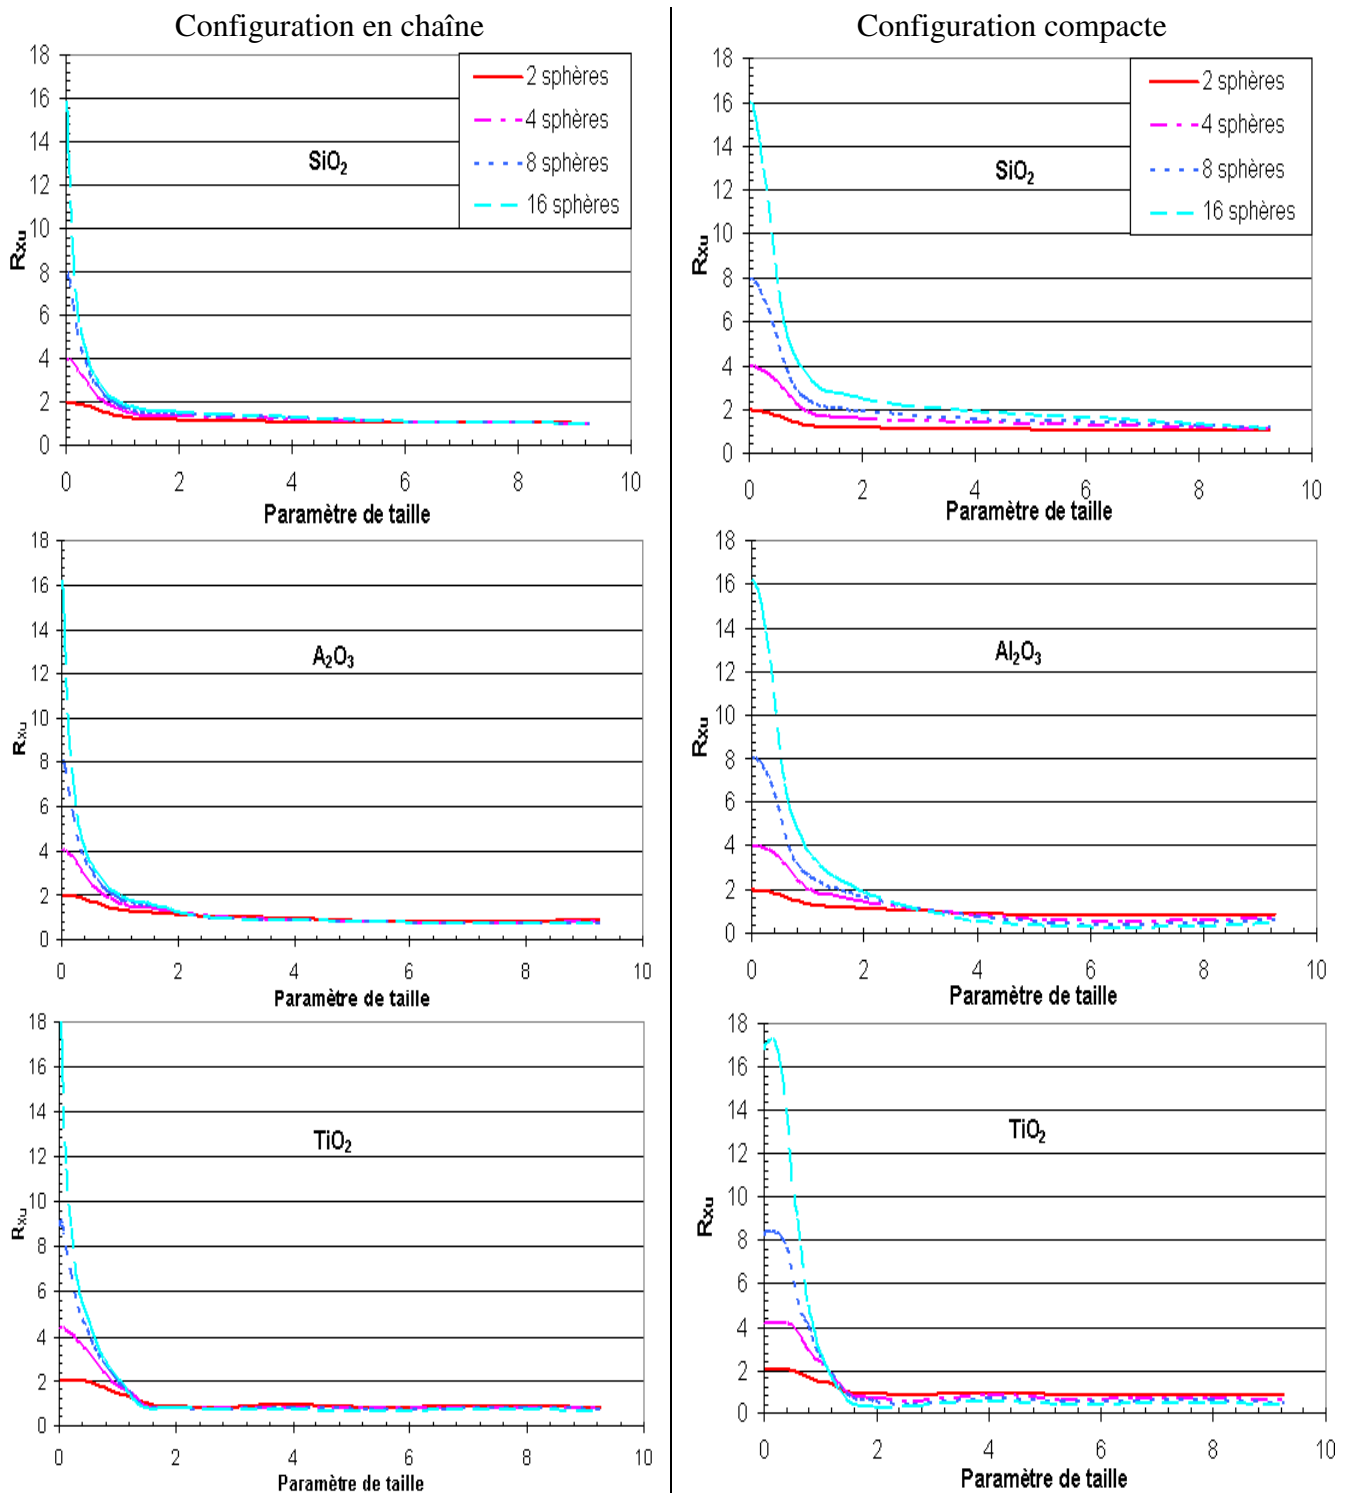 Configuration en chaîne
Configuration compacte
18
16
14
12
10
8
6
4
2
0
Rxu
SiO2
2 sphères
4 sphères
8 sphères
16 sphères
0 2 4 6 8 10
Paramètre de taille
18
16
14
12
10
8
6
4
2
0
Rxu
SiO2
2 sphères
4 sphères
8 sphères
16 sphères
0 2 4 6 8 10
Paramètre de taille
18
16
14
12
10
8
6
4
2
0
Rxu
A2O3
0 2 4 6 8 10
Paramètre de taille
18
16
14
12
10
8
6
4
2
0
Rxu
Al2O3
0 2 4 6 8 10
Paramètre de taille
18
16
14
12
10
8
6
4
2
0
Rxu
TiO2
0 2 4 6 8 10
Paramètre de taille
18
16
14
12
10
8
6
4
2
0
Rxu
TiO2
0 2 4 6 8 10
Paramètre de taille